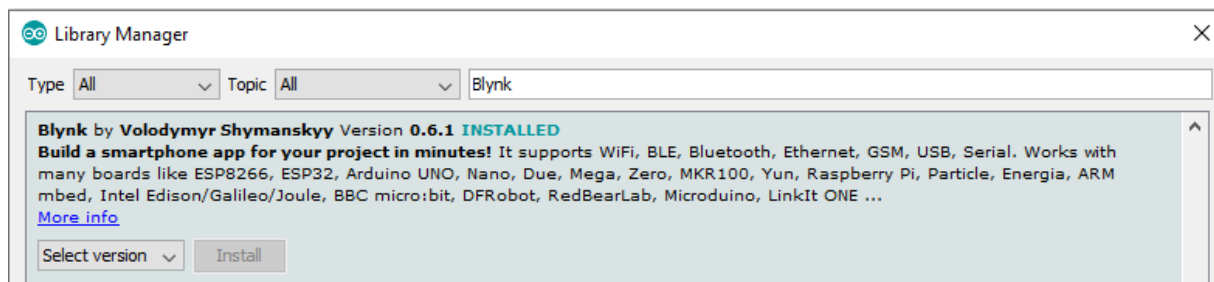 Library Manager
Type All Topic All Blynk
Blynk by Volodymyr Shymanskyy Version 0.6.1 INSTALLED
Build a smartphone app for your project in minutes! It supports WiFi, BLE, Bluetooth, Ethernet, GSM, USB, Serial. Works with
many boards like ESP8266, ESP32, Arduino UNO, Nano, Due, Mega, Zero, MKR100, Yun, Raspberry Pi, Particle, Energia, ARM
mbed, Intel Edison/Galileo/Joule, BBC micro:bit, DFRobot, RedBearLab, Microduino, LinkIt ONE ...
More info
Select version Install